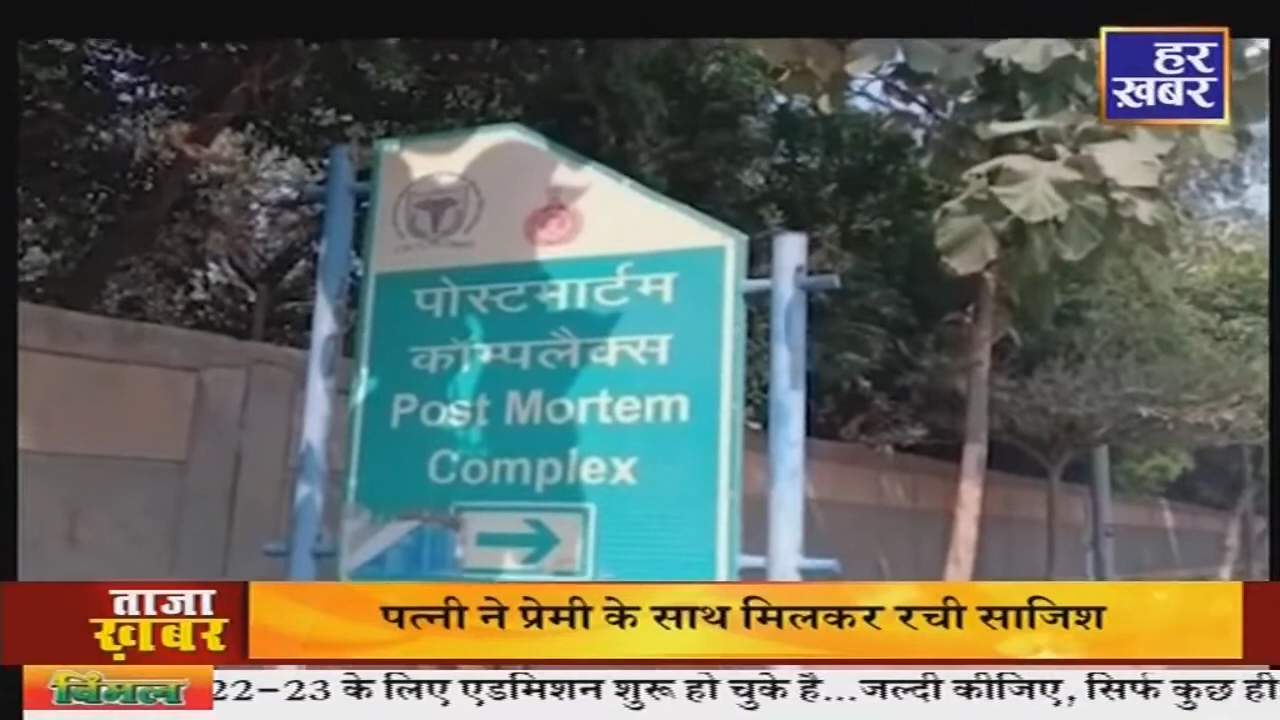 हर
ख़बर
पोस्टमार्टम
कॉम्पलैक्स
Post Mortem
Complex
ताजा
ख़बर
पत्नी ने प्रेमी के साथ मिलकर रची साजिश
विमल
22-23 के लिए एडमिशन शुरू हो चुके है...जल्दी कीजिए, सिर्फ कुछ ही